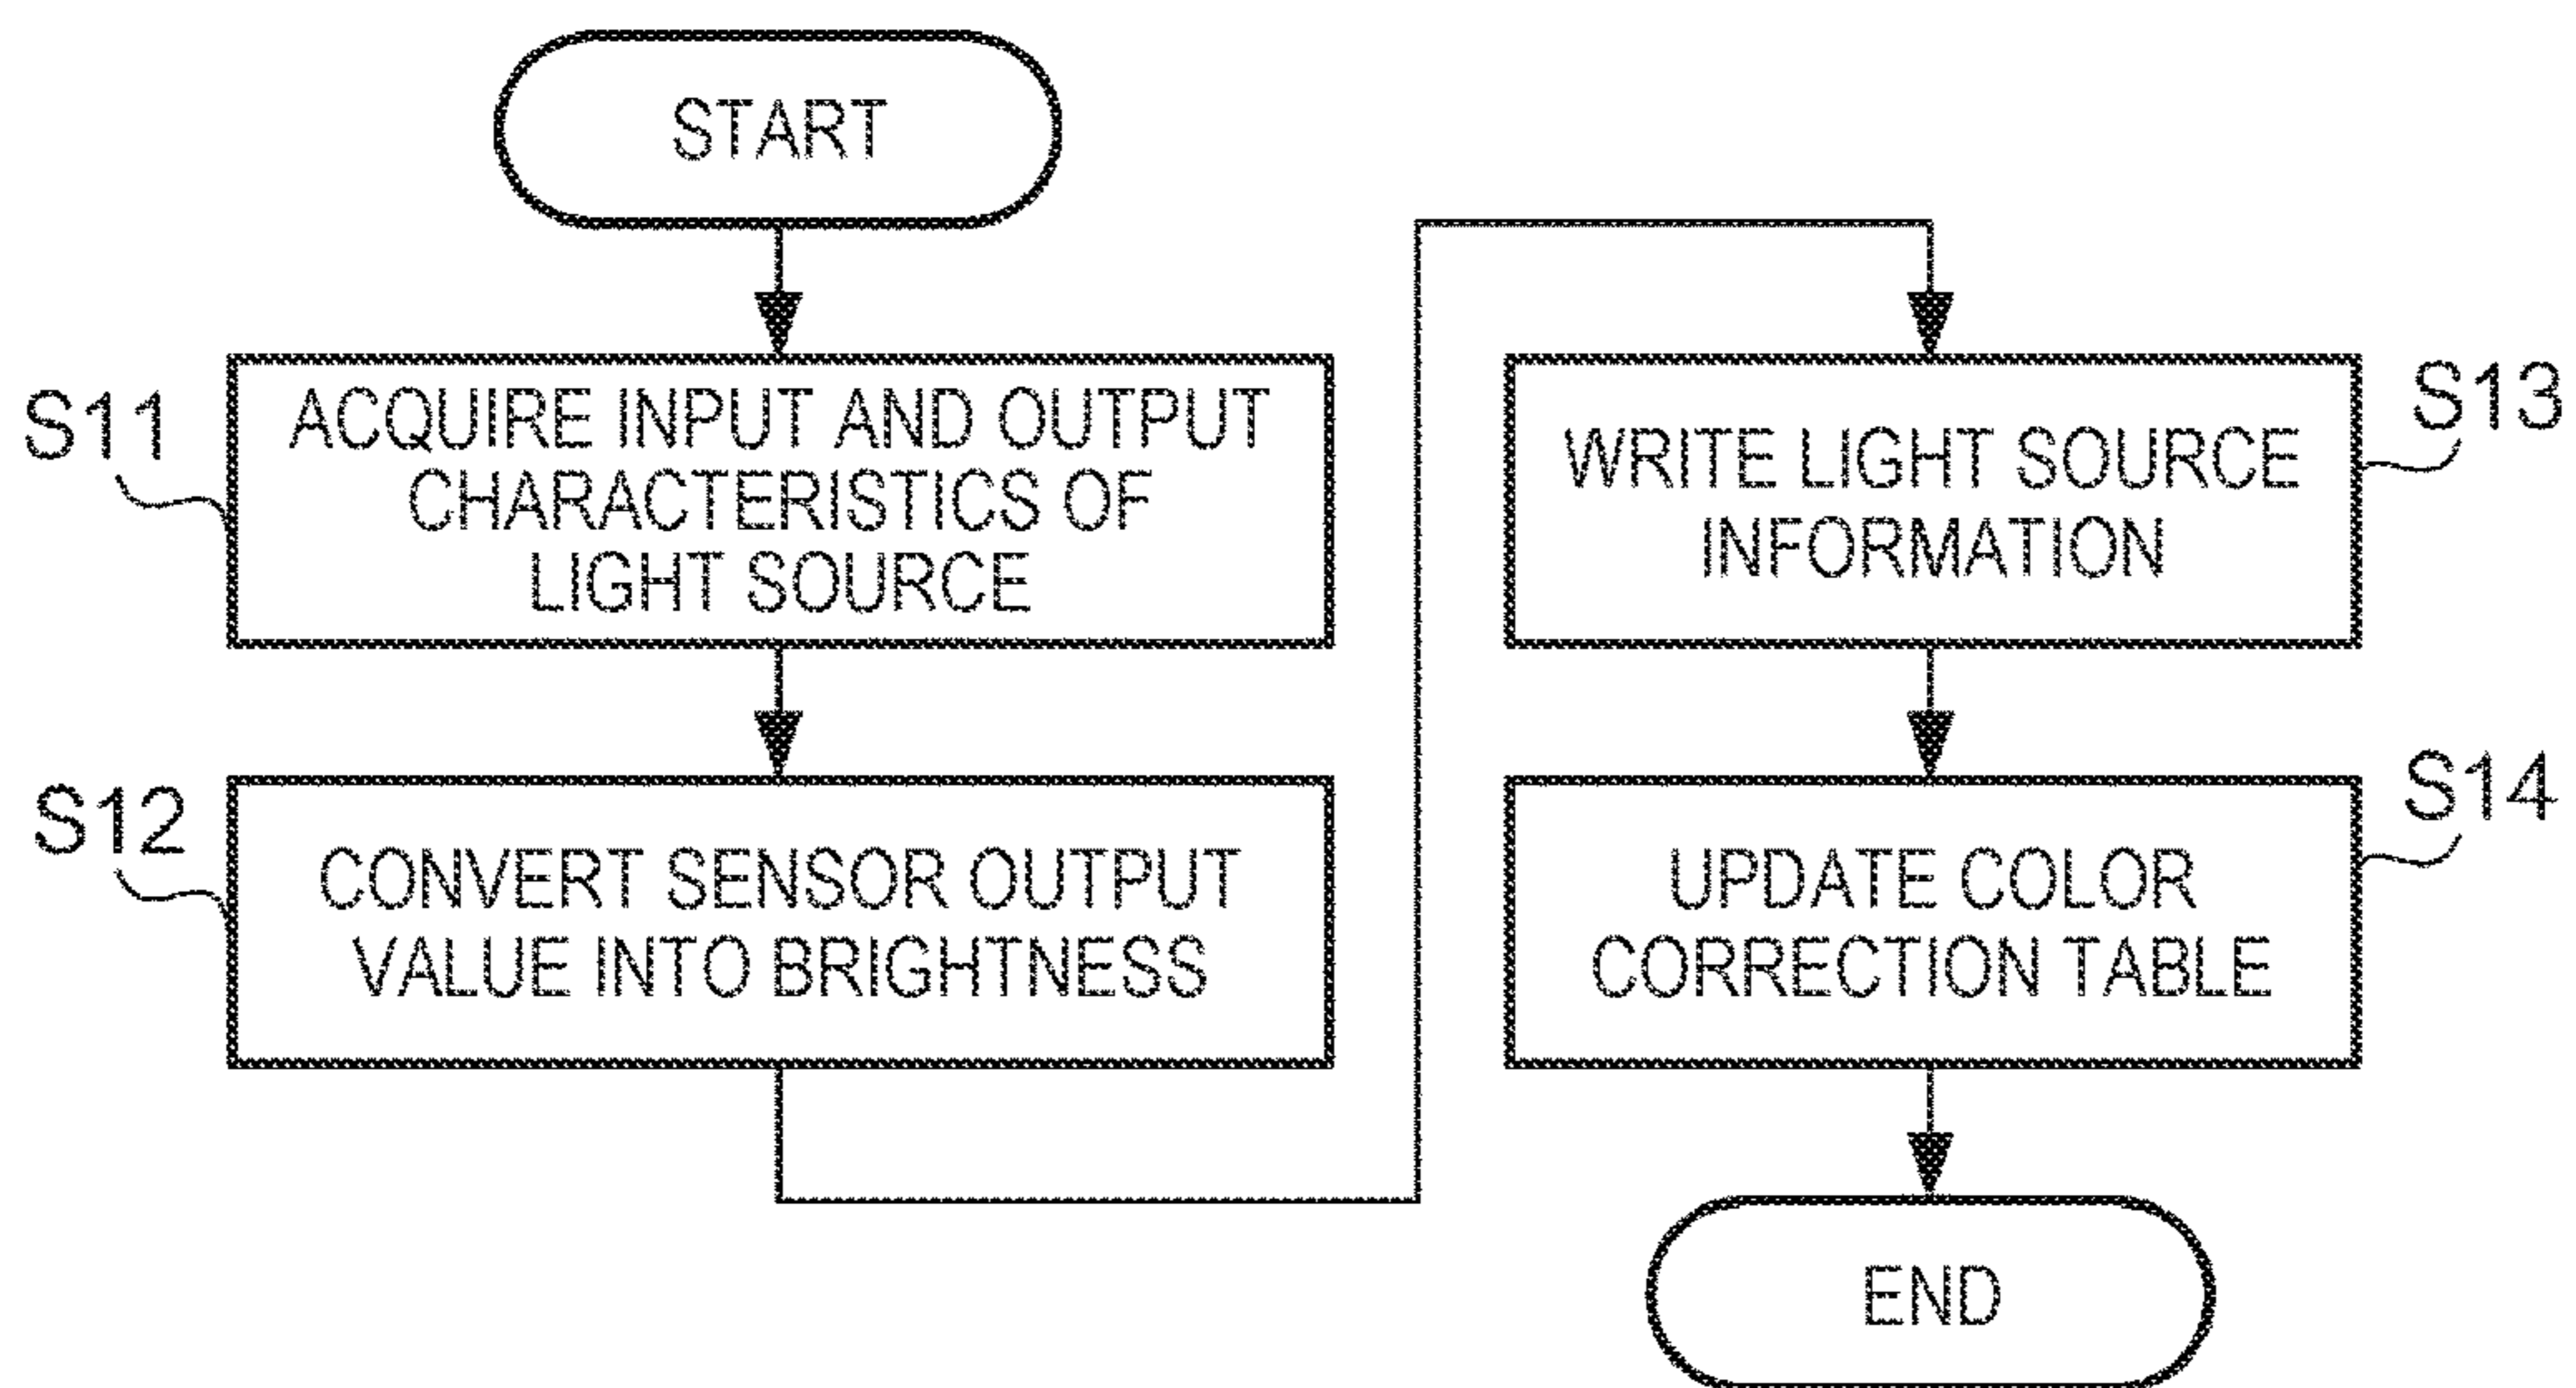 START
S11
ACQUIRE INPUT AND OUTPUT
CHARACTERISTICS OF
LIGHT SOURCE
S12
CONVERT SENSOR OUTPUT
VALUE INTO BRIGHTNESS
S13
WRITE LIGHT SOURCE
INFORMATION
S14
UPDATE COLOR
CORRECTION TABLE
END